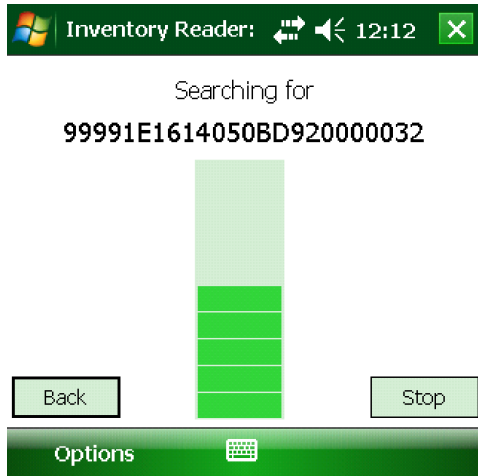 Inventory Reader: 12:12
Searching for
99991E1614050BD920000032
Back
Stop
Options